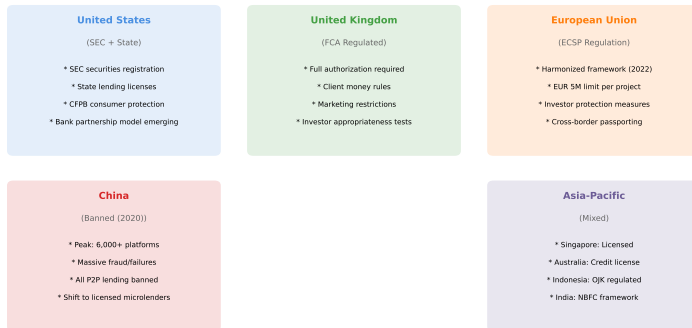 United States
(SEC + State)
* SEC securities registration
* State lending licenses
* CFPB consumer protection
* Bank partnership model emerging
United Kingdom
(FCA Regulated)
* Full authorization required
* Client money rules
* Marketing restrictions
* Investor appropriateness tests
European Union
(ECSP Regulation)
* Harmonized framework (2022)
* EUR 5M limit per project
* Investor protection measures
* Cross-border passporting
China
(Banned (2020))
* Peak: 6,000+ platforms
* Massive fraud/failures
* All P2P lending banned
* Shift to licensed microlenders
Asia-Pacific
(Mixed)
* Singapore: Licensed
* Australia: Credit license
* Indonesia: OJK regulated
* India: NBFC framework